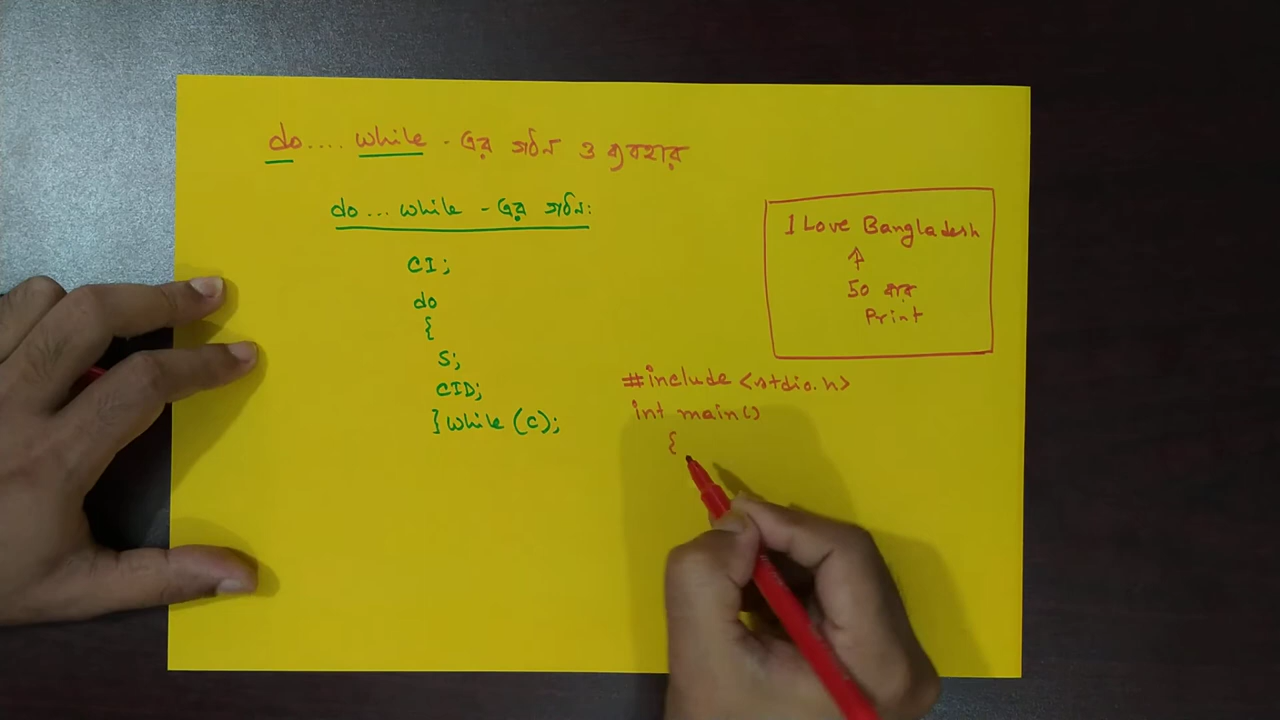 do.... while - এর গঠন ও ব্যবহার
do... while - এর গঠন:
CI;
do
{
S;
CID;
} while (C);
I Love Bangladesh
↑
50 বার
Print
#include <stdio.h>
int main()
{